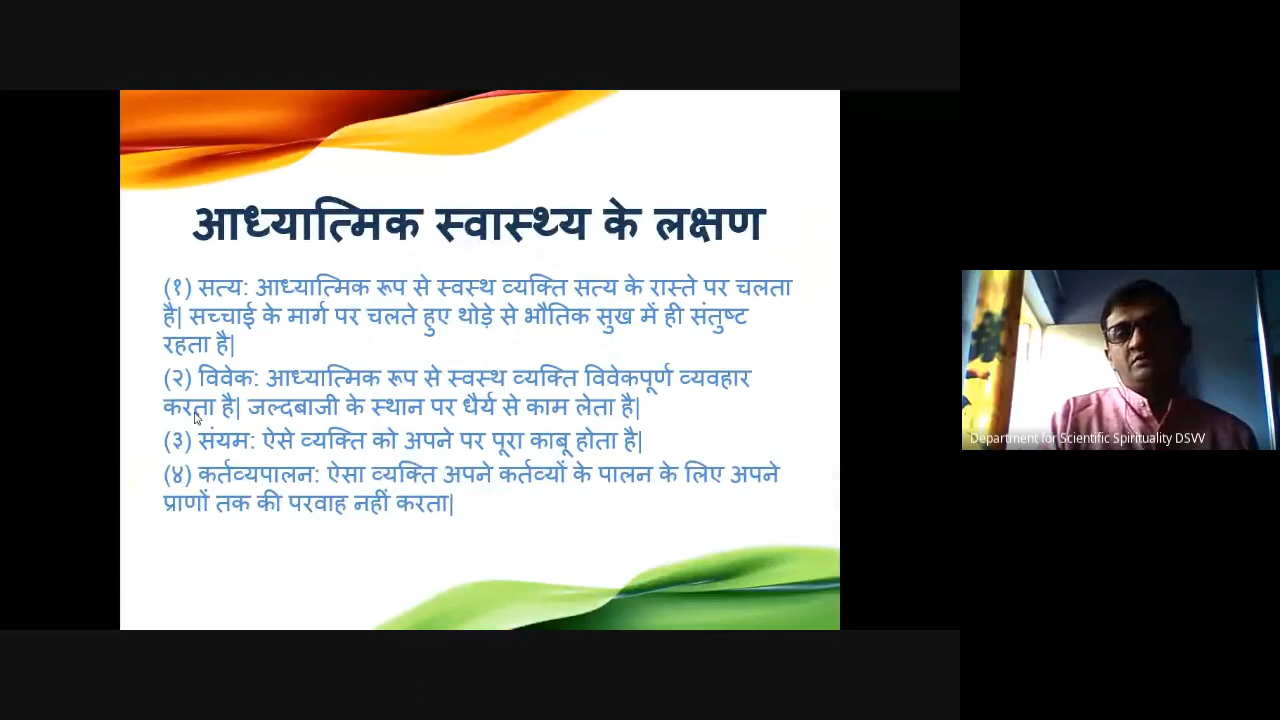 आध्यात्मिक स्वास्थ्य के लक्षण
(१) सत्य: आध्यात्मिक रूप से स्वस्थ व्यक्ति सत्य के रास्ते पर चलता
है| सच्चाई के मार्ग पर चलते हुए थोड़े से भौतिक सुख में ही संतुष्ट
रहता है|
(२) विवेक: आध्यात्मिक रूप से स्वस्थ व्यक्ति विवेकपूर्ण व्यवहार
करता है| जल्दबाजी के स्थान पर धैर्य से काम लेता है|
(३) संयम: ऐसे व्यक्ति को अपने पर पूरा काबू होता है|
(४) कर्तव्यपालन: ऐसा व्यक्ति अपने कर्तव्यों के पालन के लिए अपने
प्राणों तक की परवाह नहीं करता|
Department for Scientific Spirituality DSVV